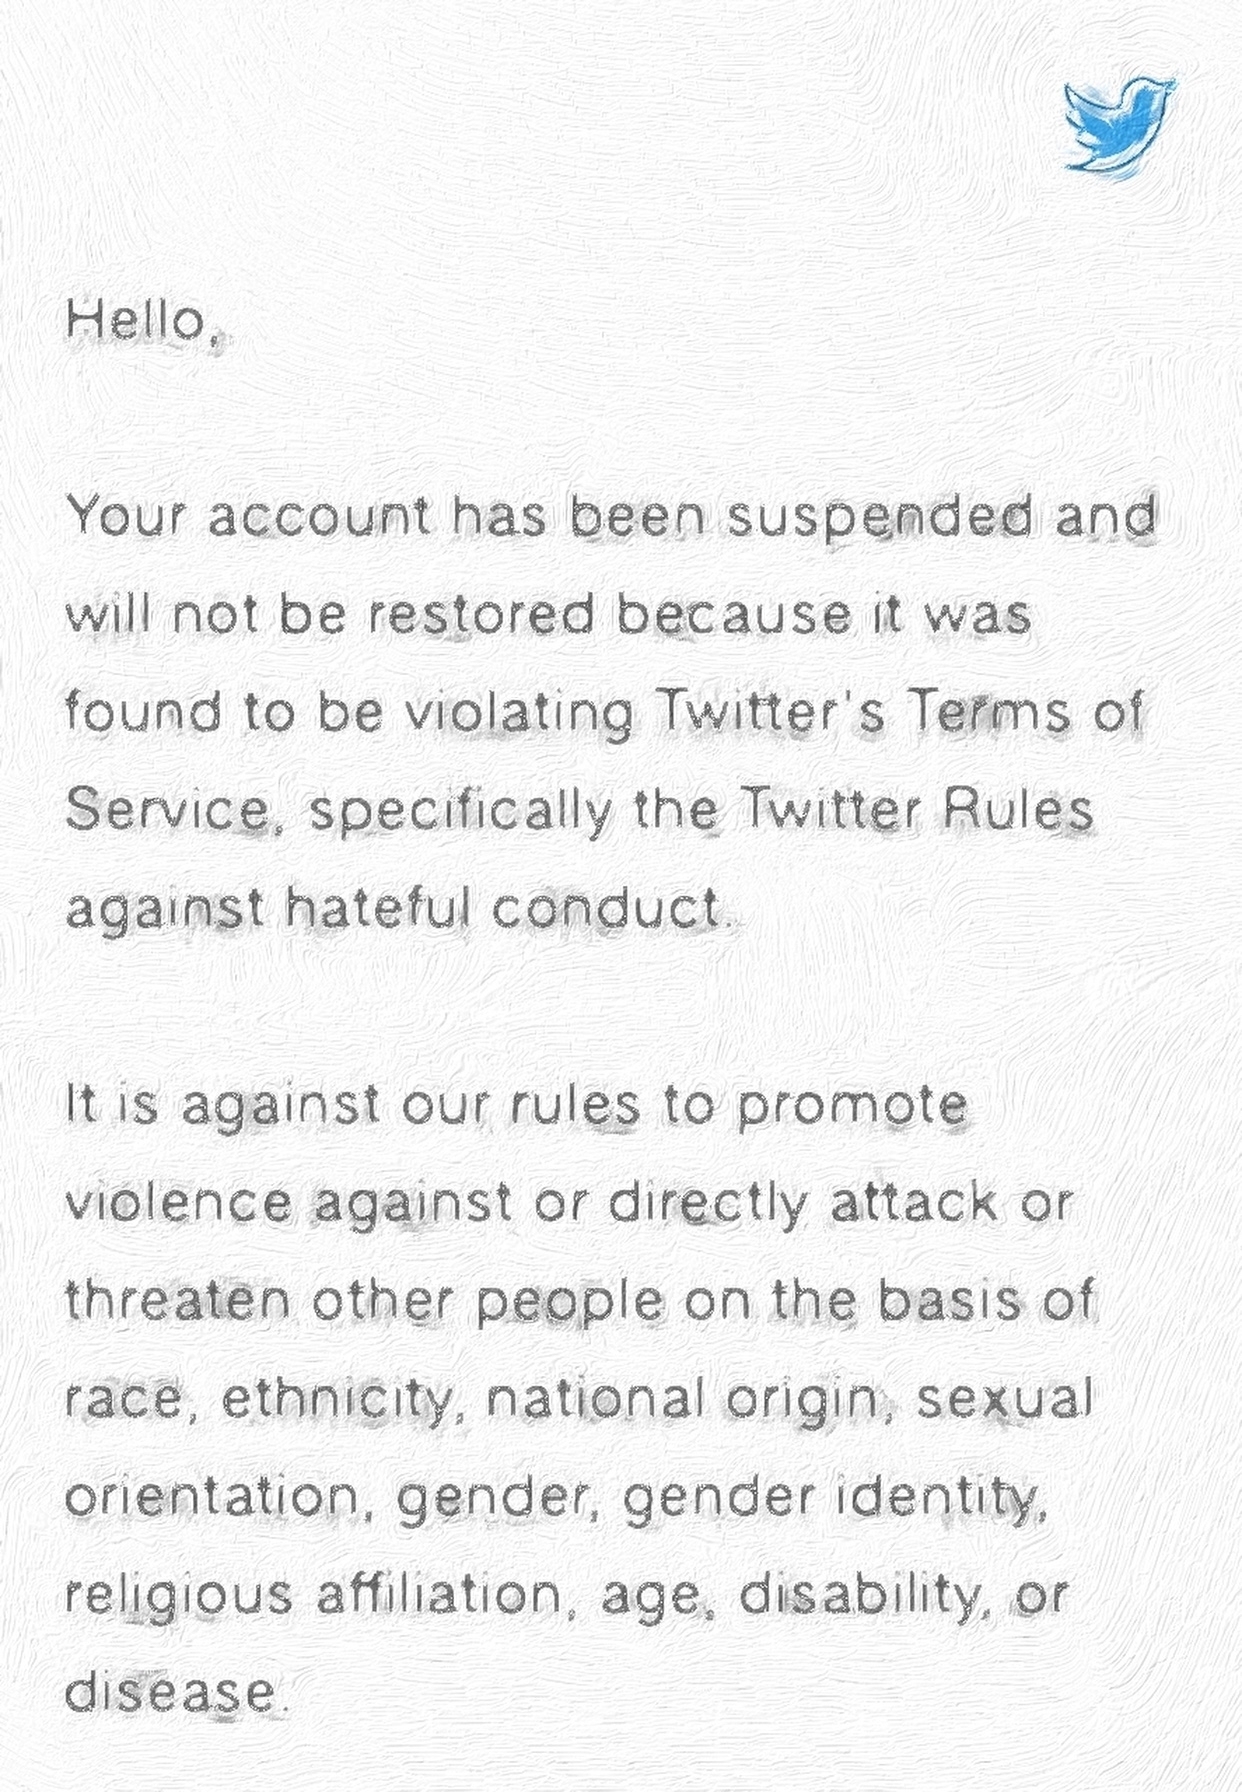 Hello,
Your account has been suspended and
will not be restored because it was
found to be violating Twitter's Terms of
Service, specifically the Twitter Rules
against hateful conduct.
It is against our rules to promote
violence against or directly attack or
threaten other people on the basis of
race, ethnicity, national origin, sexual
orientation, gender, gender identity,
religious affiliation, age, disability, or
disease.